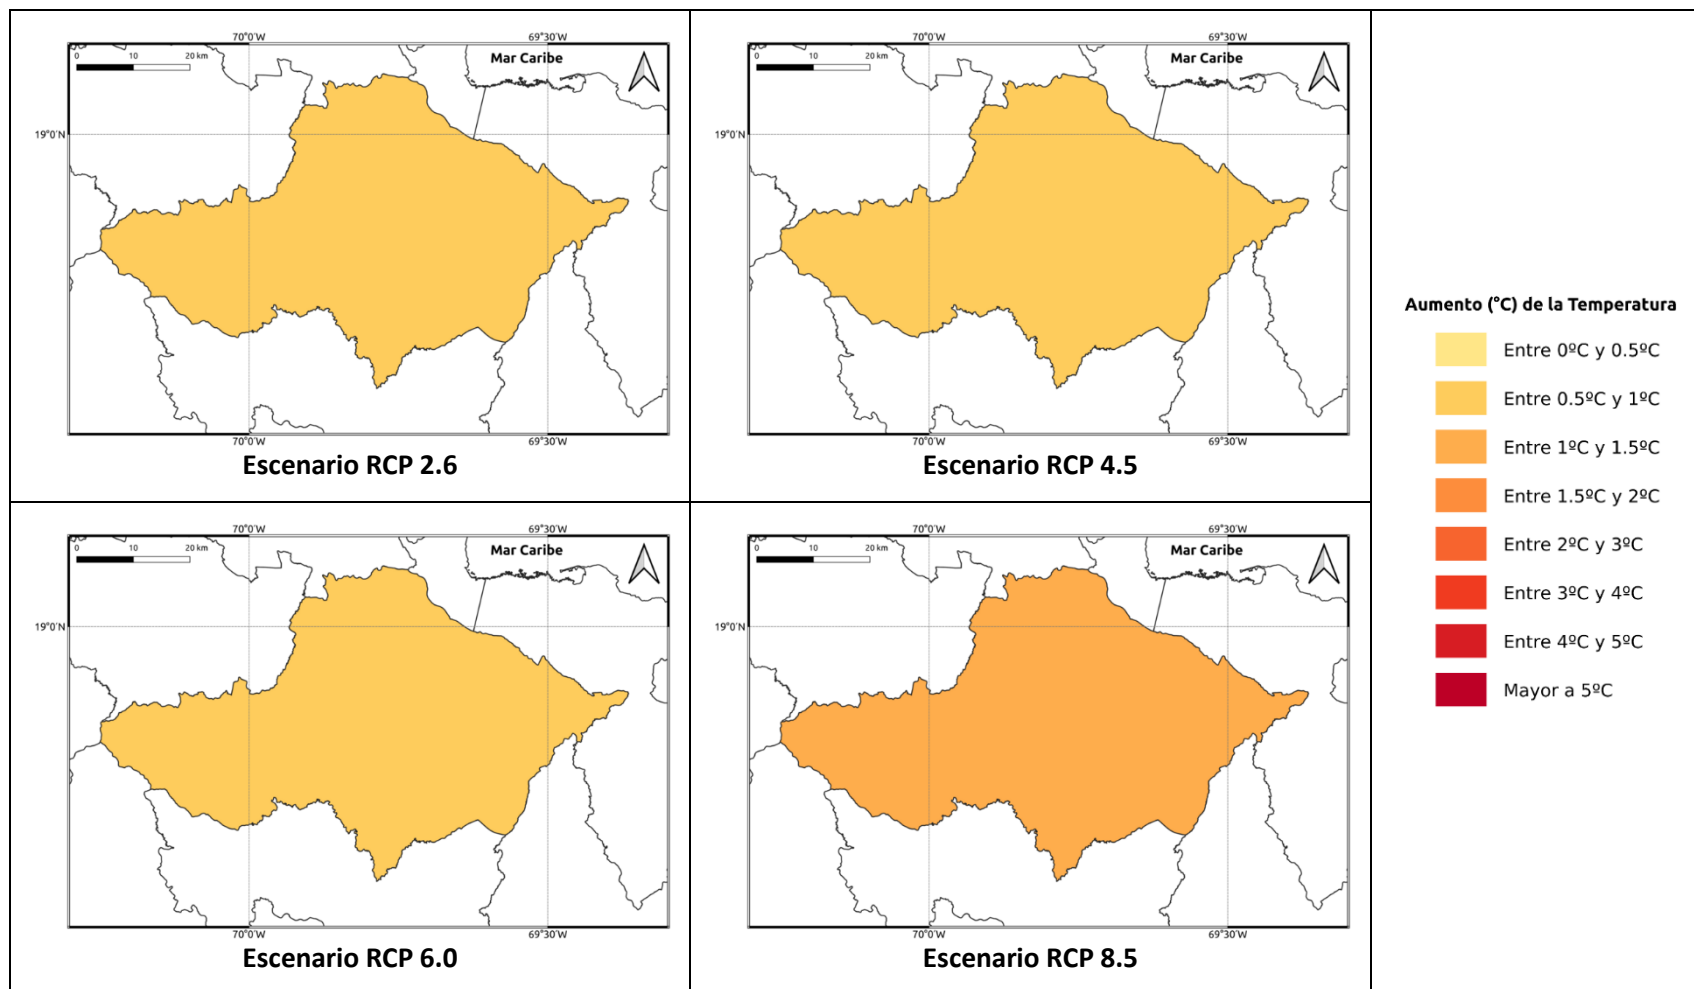 70°0'W
69°30'W
0
10
20 km
Mar Caribe
19°0'N
70°0'W
69°30'W
Escenario RCP 2.6
70°0'W
69°30'W
0
10
20 km
Mar Caribe
19°0'N
70°0'W
69°30'W
Escenario RCP 4.5
70°0'W
69°30'W
0
10
20 km
Mar Caribe
19°0'N
70°0'W
69°30'W
Escenario RCP 6.0
70°0'W
69°30'W
0
10
20 km
Mar Caribe
19°0'N
70°0'W
69°30'W
Escenario RCP 8.5
Aumento (°C) de la Temperatura
Entre 0ºC y 0.5ºC
Entre 0.5ºC y 1ºC
Entre 1ºC y 1.5ºC
Entre 1.5ºC y 2ºC
Entre 2ºC y 3ºC
Entre 3ºC y 4ºC
Entre 4ºC y 5ºC
Mayor a 5ºC